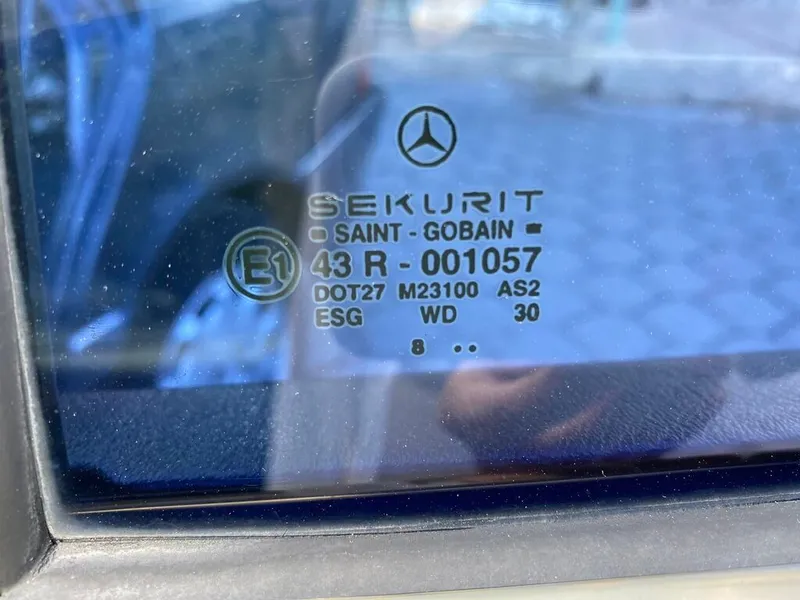 SEKURIT
SAINT - GOBAIN
E1
43 R - 001057
DOT27 M23100 AS2
ESG WD 30
8 ..